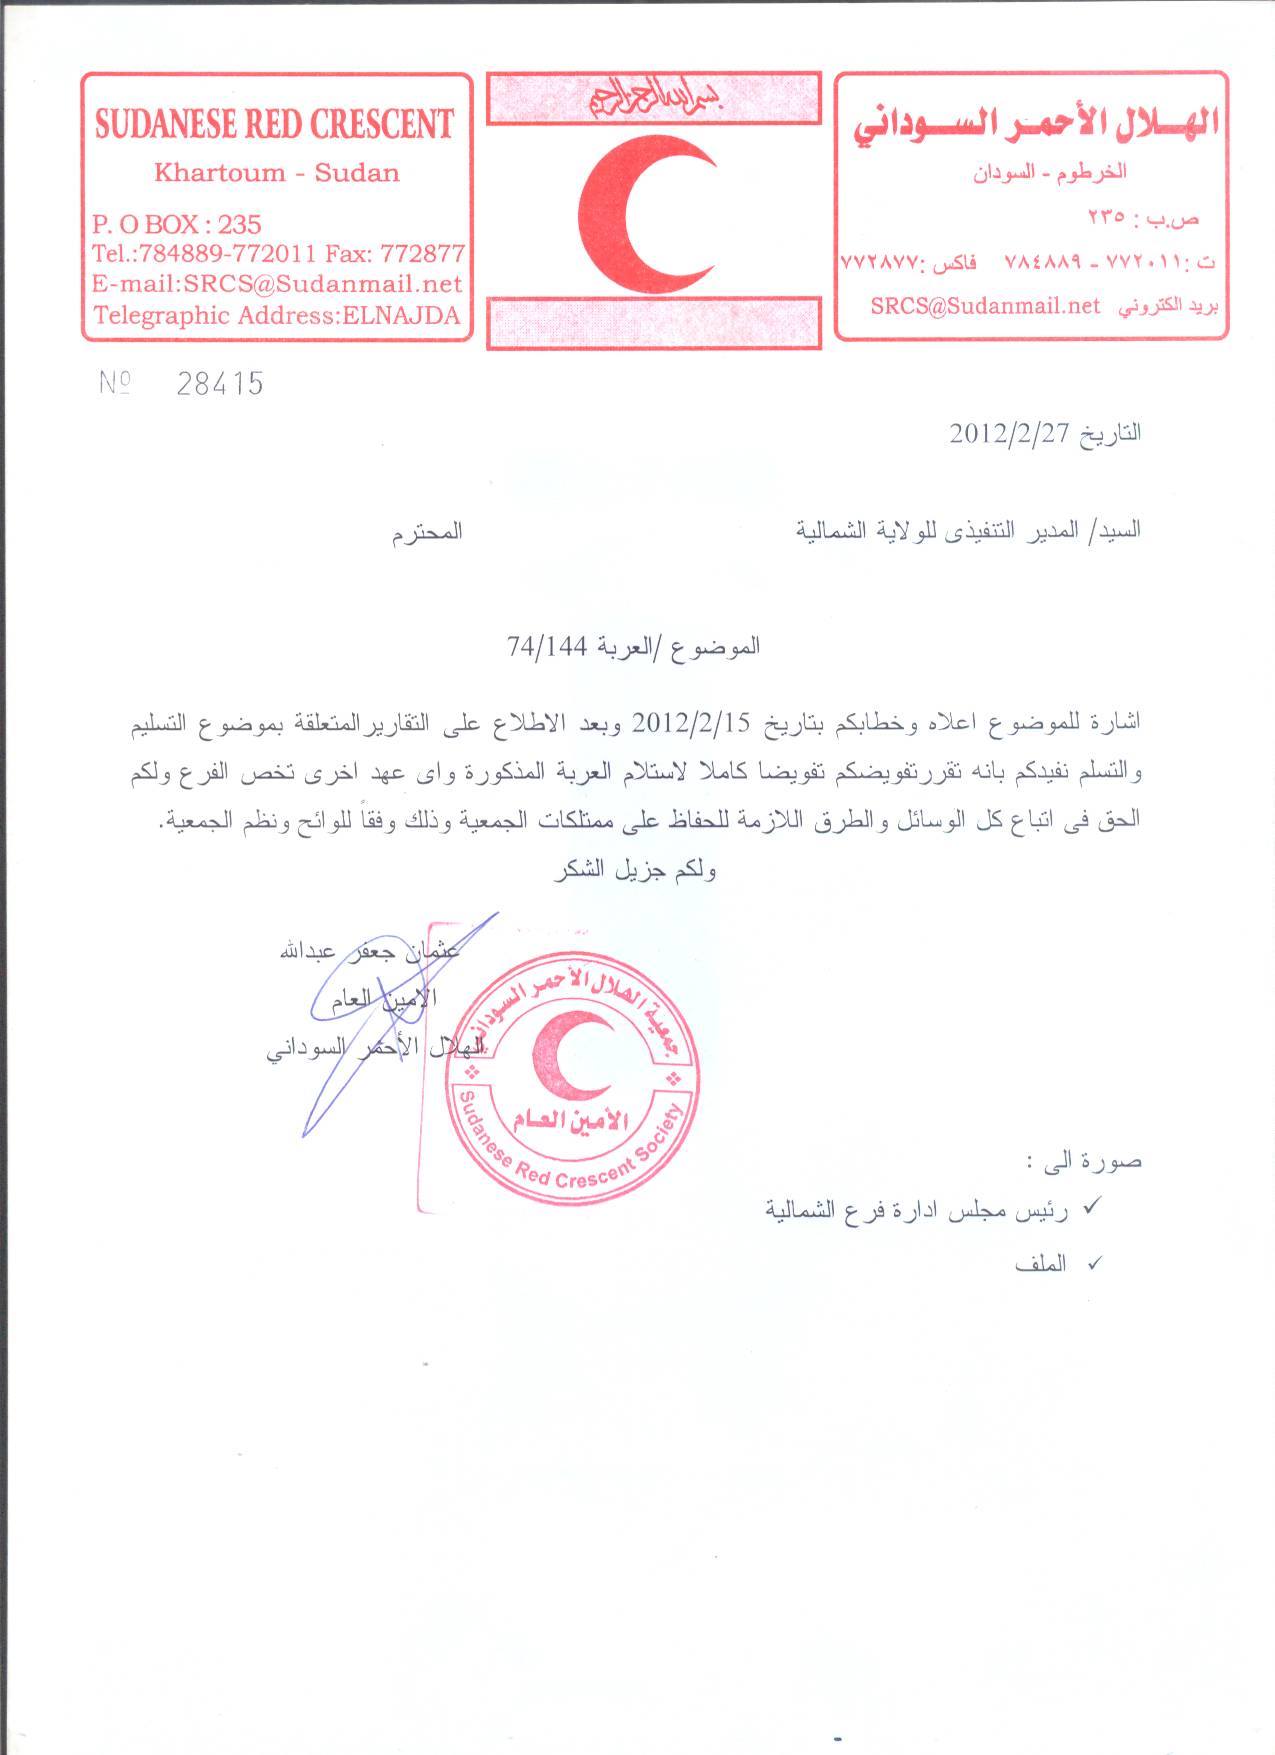 SUDANESE RED CRESCENT
Khartoum - Sudan
P. O BOX : 235
Tel.:784889-772011 Fax: 772877
E-mail:SRCS@Sudanmail.net
Telegraphic Address:ELNAJDA
بسم الله الرحمن الرحيم
الهـلال الأحمـر الســوداني
الخرطوم - السودان
ص.ب : ٢٣٥
ت :٧٧٢٠١١ - ٧٨٤٨٨٩ فاكس :٧٧٢٨٧٧
بريد الكتروني SRCS@Sudanmail.net
Nº 28415
التاريخ 2012/2/27
السيد/ المدير التنفيذى للولاية الشمالية المحترم
الموضوع /العربة 74/144
اشارة للموضوع اعلاه وخطابكم بتاريخ 2012/2/15 وبعد الاطلاع على التقارير المتعلقة بموضوع التسليم
والتسلم نفيدكم بانه تقررتفويضكم تفويضا كاملا لاستلام العربة المذكورة واى عهد اخرى تخص الفرع ولكم
الحق فى اتباع كل الوسائل والطرق اللازمة للحفاظ على ممتلكات الجمعية وذلك وفقاً للوائح ونظم الجمعية.
ولكم جزيل الشكر
عثمان جعفر عبدالله
الامين العام
الهلال الأحمر السوداني
جمعية الهلال الأحمر السوداني
الأمين العـام
Sudanese Red Crescent Society
صورة الى :
✓ رئيس مجلس ادارة فرع الشمالية
✓ الملف